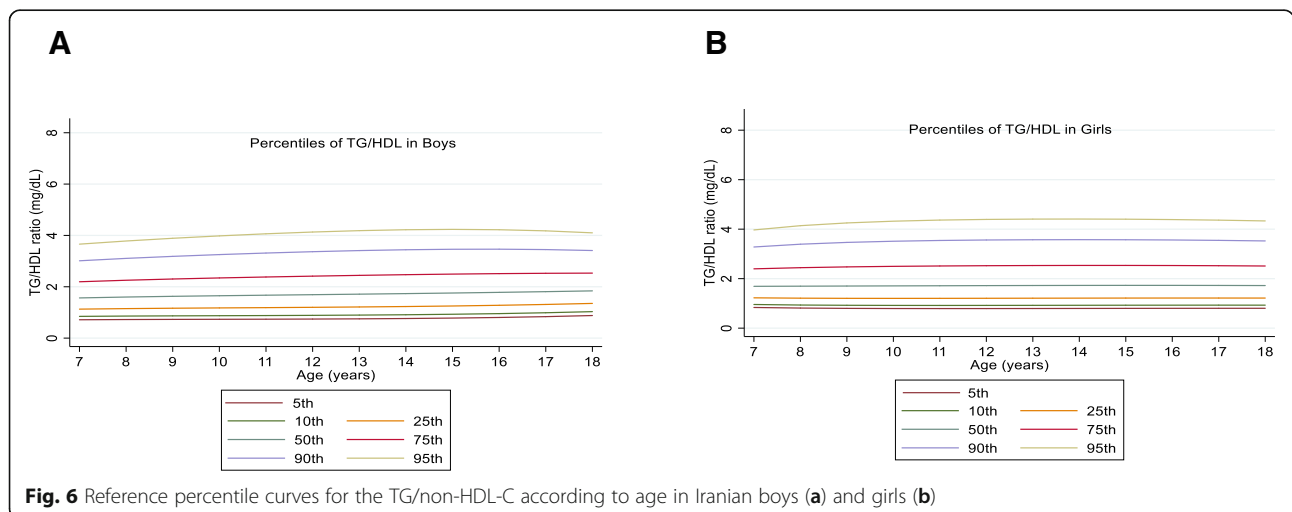 A
Percentiles of TG/HDL in Boys
TG/HDL ratio (mg/dL)
8
6
4
2
0
7 8 9 10 11 12 13 14 15 16 17 18
Age (years)
5th
10th 25th
50th 75th
90th 95th
B
Percentiles of TG/HDL in Girls
TG/HDL ratio (mg/dL)
8
6
4
2
0
7 8 9 10 11 12 13 14 15 16 17 18
Age (years)
5th
10th 25th
50th 75th
90th 95th
Fig. 6 Reference percentile curves for the TG/non-HDL-C according to age in Iranian boys (a) and girls (b)